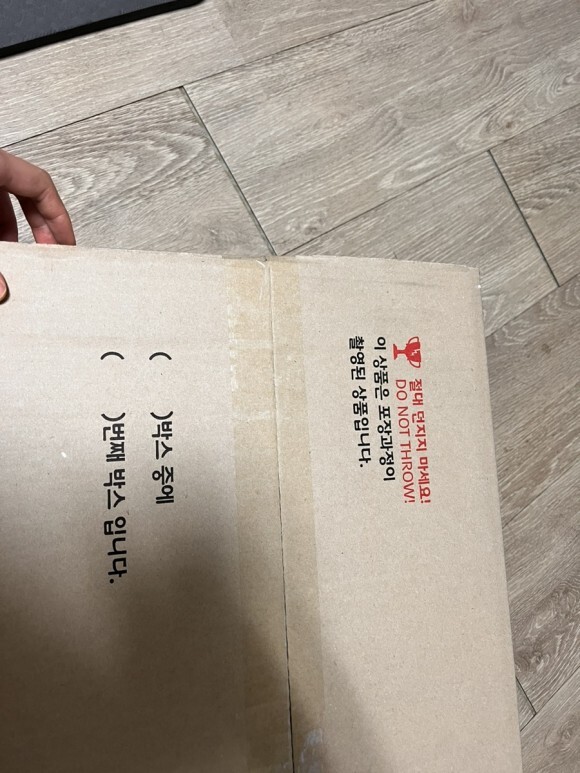 절대 던지지 마세요!
DO NOT THROW!
이 상품은 포장과정이
촬영된 상품입니다.
( )박스 중에
( )번째 박스 입니다.